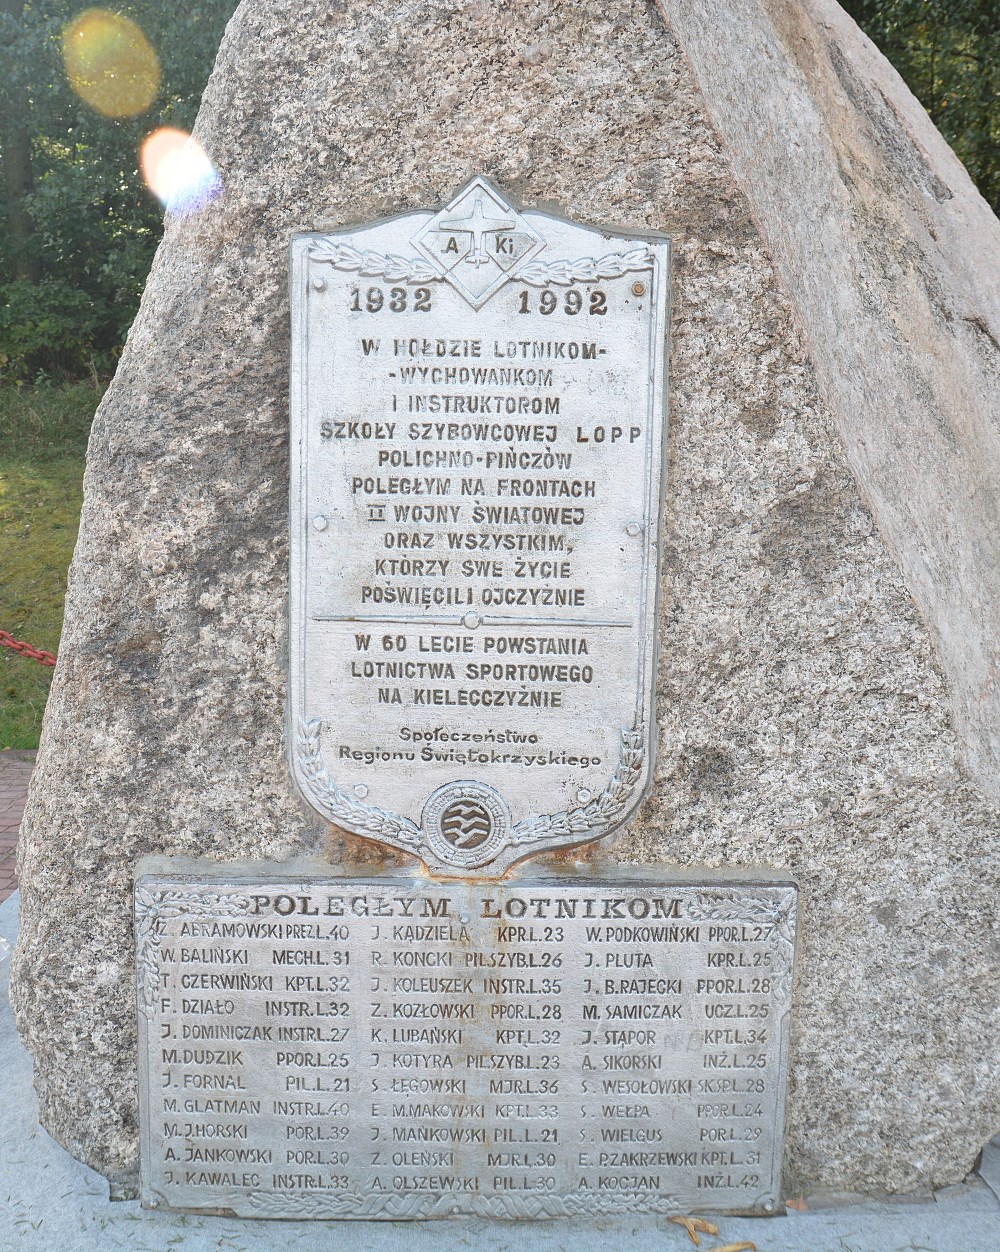 A Ki
1932 1992
W HOŁDZIE LOTNIKOM-
-WYCHOWANKOM
I INSTRUKTOROM
SZKOŁY SZYBOWCOWEJ LOPP
POLICHNO-PIŃCZÓW
POLEGŁYM NA FRONTACH
II WOJNY ŚWIATOWEJ
ORAZ WSZYSTKIM,
KTÓRZY SWE ŻYCIE
POŚWIĘCILI OJCZYŹNIE
W 60 LECIE POWSTANIA
LOTNICTWA SPORTOWEGO
NA KIELECCZYŹNIE
Społeczeństwo
Regionu Świętokrzyskiego
POLEGŁYM LOTNIKOM
Z. ABRAMOWSKI PREZ.L.40
W. BALIŃSKI MECH.L.31
T. CZERWIŃSKI KPT.L.32
F. DZIAŁO INSTR.L.32
J. DOMINICZAK INSTR.L.27
M. DUDZIK PPOR.L.25
J. FORNAL PIL.L.21
M. GLATMAN INSTR.L.40
M.J. HORSKI POR.L.39
A. JANKOWSKI POR.L.30
J. KAWALEC INSTR.L.33
J. KĄDZIELA KPR.L.23
R. KONCKI PIL.SZYB.L.26
J. KOLEUSZEK INSTR.L.35
Z. KOZŁOWSKI PPOR.L.28
K. LUBAŃSKI KPT.L.32
J. KOTYRA PIL.SZYB.L.23
S. ŁĘGOWSKI MJR.L.36
E. M. MAKOWSKI KPT.L.33
J. MAŃKOWSKI PIL.L.21
Z. OLEŃSKI MJR.L.30
A. OLSZEWSKI PIL.L.30
W. PODKOWIŃSKI PPOR.L.27
J. PLUTA KPR.L.25
J. B. RAJECKI PPOR.L.28
M. SAMICZAK UCZ.L.25
J. STĄPOR KPT.L.34
A. SIKORSKI INŻ.L.25
S. WESOŁOWSKI SK.SP.L.28
S. WEŁPA PPOR.L.24
S. WIELGUS POR.L.29
E. P. ZAKRZEWSKI KPT.L.31
A. KOCJAN INŻ.L.42